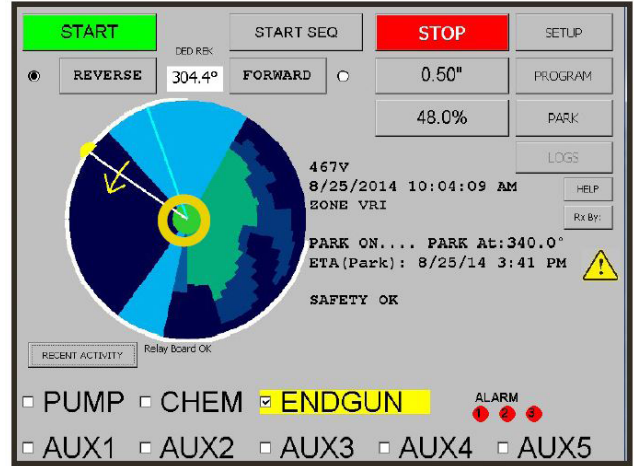 START
START SEQ
STOP
SETUP
DED REK
REVERSE
304.4°
FORWARD
0.50"
PROGRAM
48.0%
PARK
LOGS
467V
8/25/2014 10:04:09 AM
HELP
ZONE VRI
Rx By:
PARK ON.... PARK At:340.0°
ETA(Park): 8/25/14 3:41 PM
SAFETY OK
RECENT ACTIVITY
Relay Board OK
PUMP CHEM ENDGUN
ALARM
1 2 3
AUX1 AUX2 AUX3 AUX4 AUX5